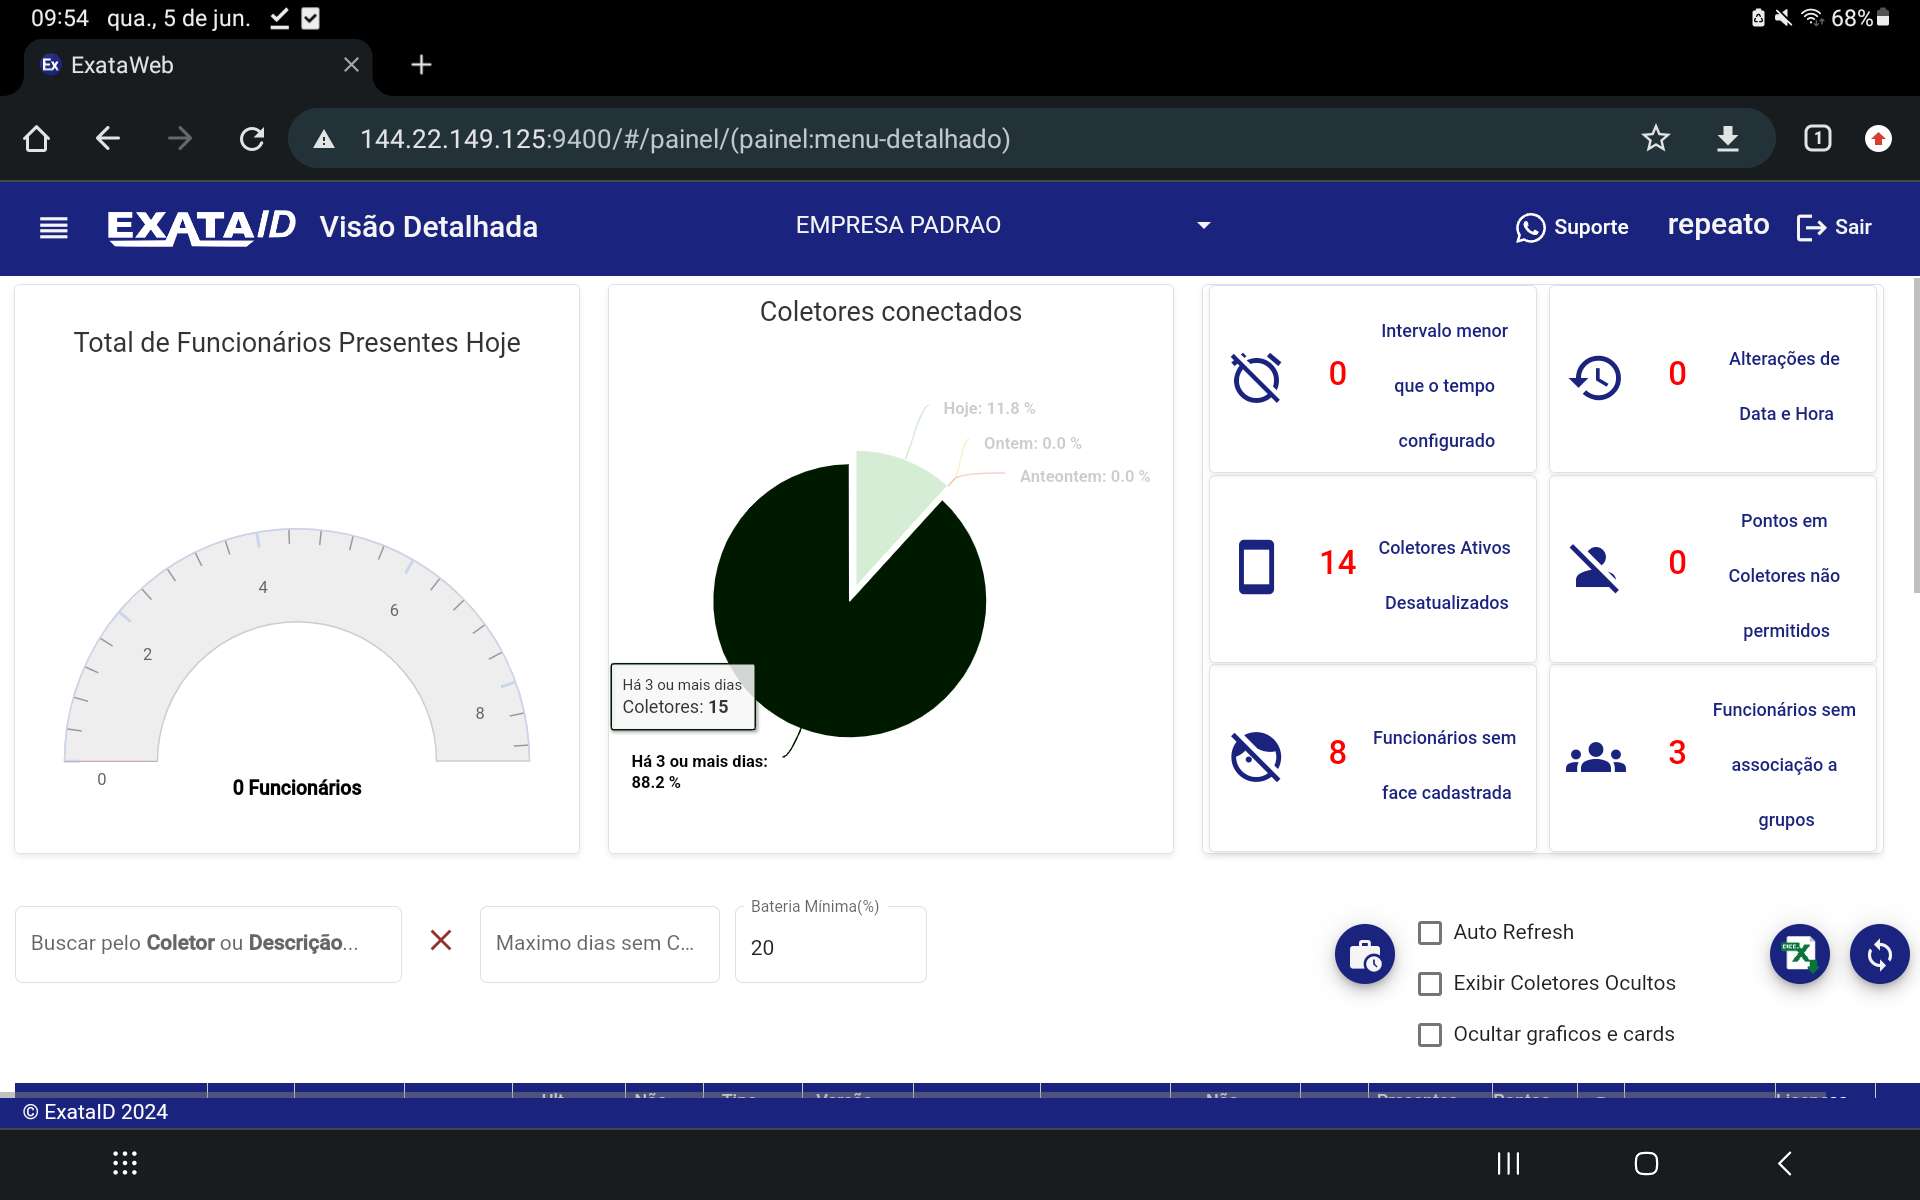 09:54 qua., 5 de jun.
68%
Ex ExataWeb
144.22.149.125:9400/#/painel/(painel:menu-detalhado)
1
EXATA ID Visão Detalhada
EMPRESA PADRAO
Suporte
repeato
Sair
Total de Funcionários Presentes Hoje
0
2
4
6
8
0 Funcionários
Coletores conectados
Hoje: 11.8 %
Ontem: 0.0 %
Anteontem: 0.0 %
Há 3 ou mais dias
Coletores: 15
Há 3 ou mais dias:
88.2 %
0
Intervalo menor
que o tempo
configurado
0
Alterações de
Data e Hora
14
Coletores Ativos
Desatualizados
0
Pontos em
Coletores não
permitidos
8
Funcionários sem
face cadastrada
3
Funcionários sem
associação a
grupos
Buscar pelo Coletor ou Descrição...
Maximo dias sem C...
Bateria Mínima(%)
20
Auto Refresh
Exibir Coletores Ocultos
Ocultar graficos e cards
© ExataID 2024